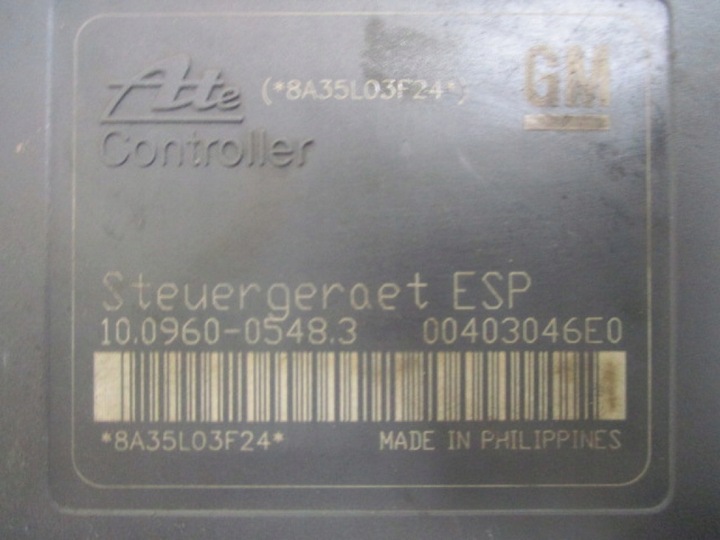 Ate (*8A35L03F24*) GM
Controller
Steuergeraet ESP
10.0960-0548.3 00403046E0
*8A35L03F24* MADE IN PHILIPPINES